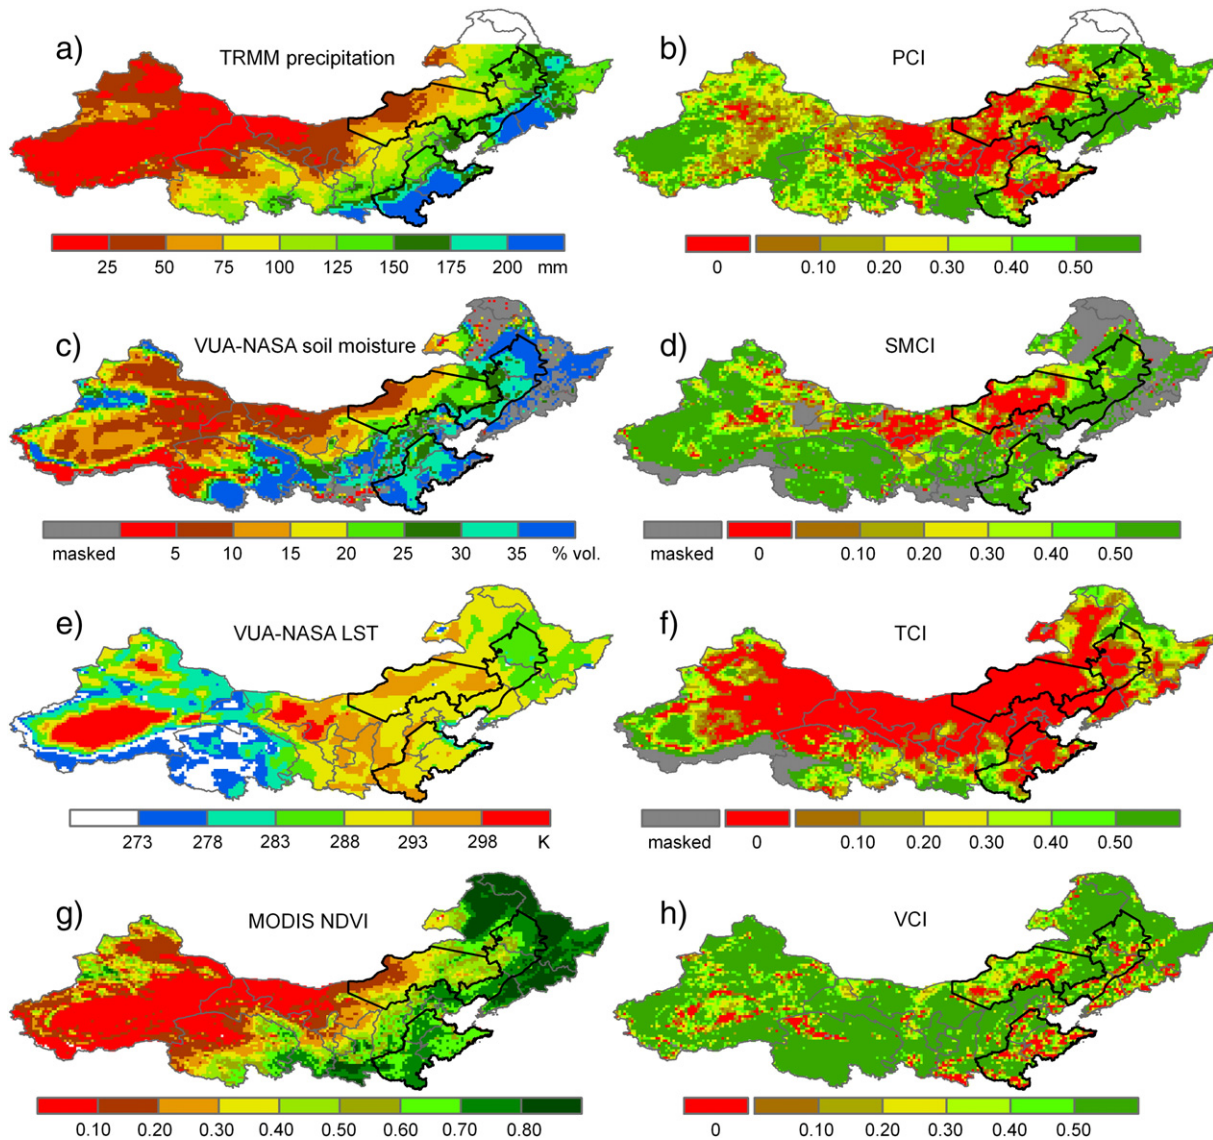 a) TRMM precipitation
25 50 75 100 125 150 175 200 mm
b) PCI
0 0.10 0.20 0.30 0.40 0.50
c) VUA-NASA soil moisture
masked 5 10 15 20 25 30 35 % vol.
d) SMCI
masked 0 0.10 0.20 0.30 0.40 0.50
e) VUA-NASA LST
273 278 283 288 293 298 K
f) TCI
masked 0 0.10 0.20 0.30 0.40 0.50
g) MODIS NDVI
0.10 0.20 0.30 0.40 0.50 0.60 0.70 0.80
h) VCI
0 0.10 0.20 0.30 0.40 0.50